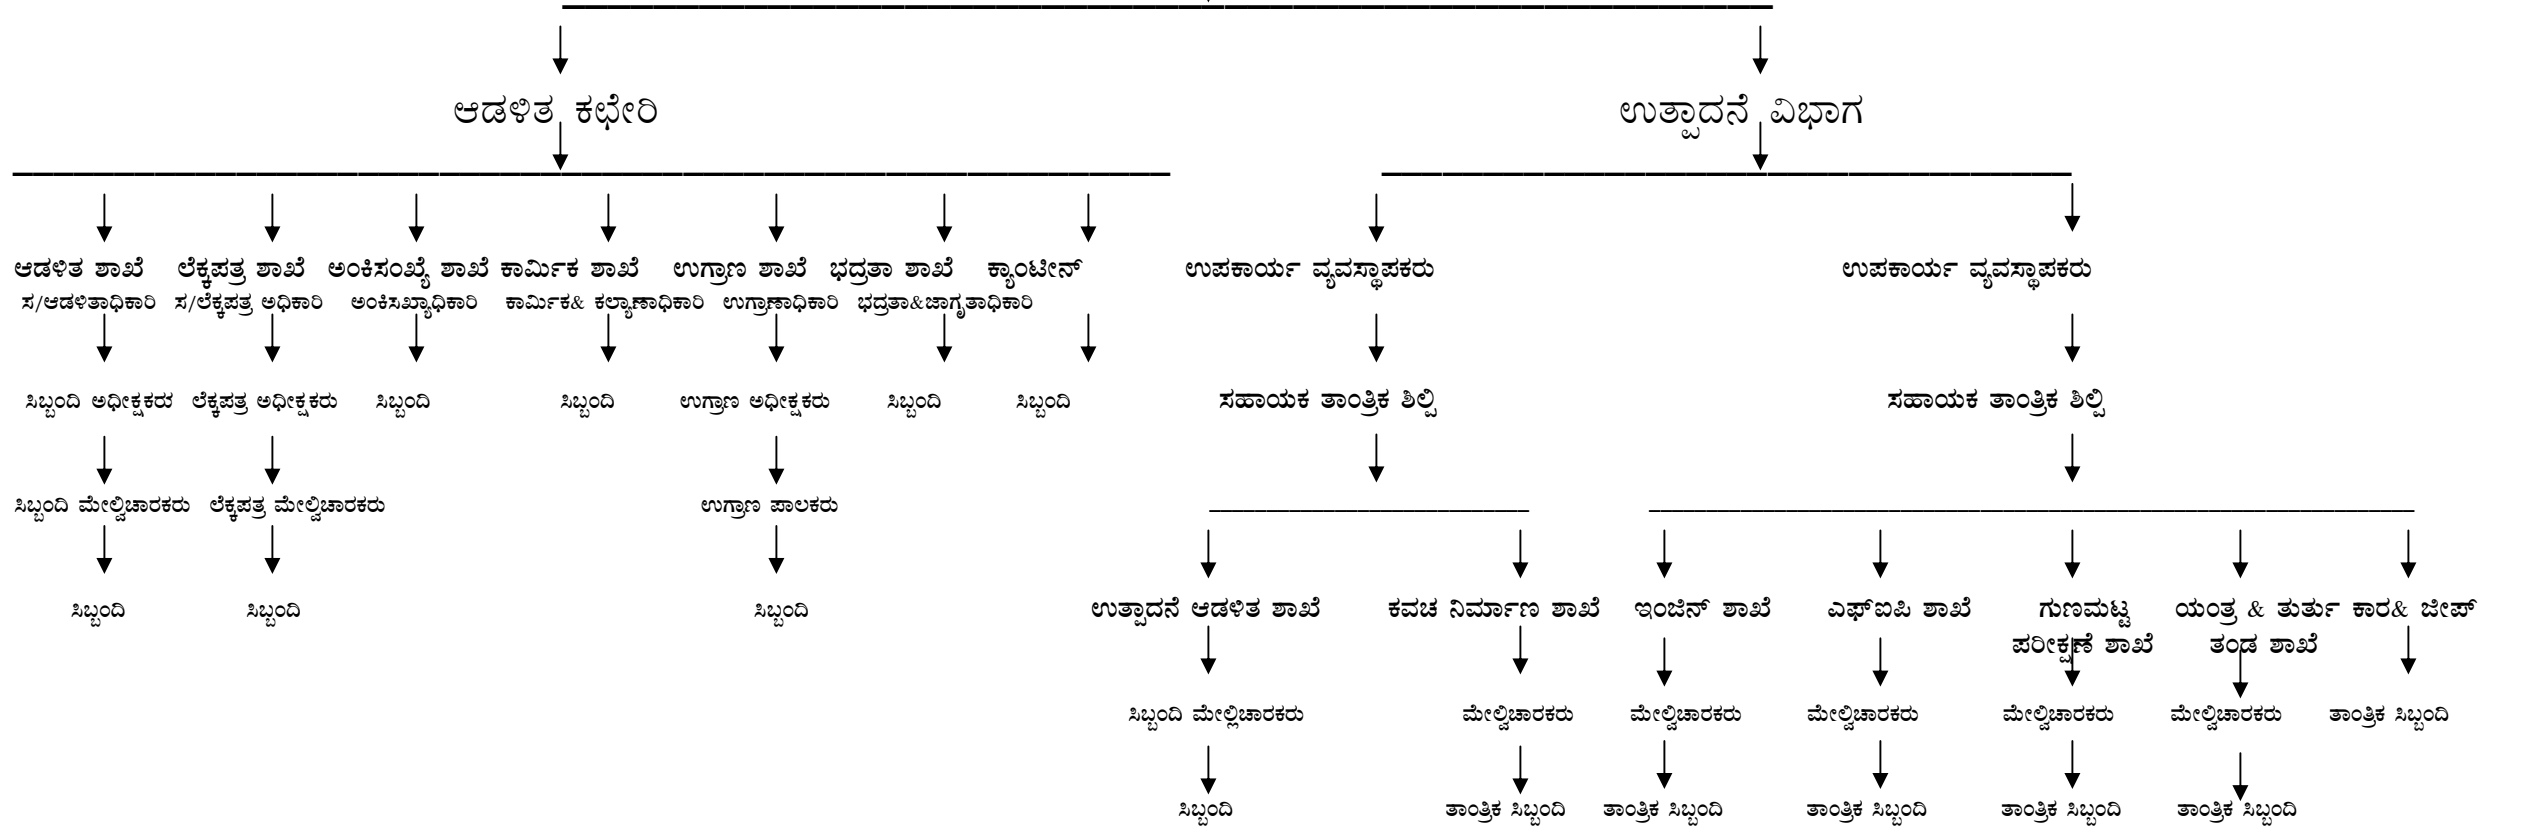 ಆಡಳಿತ ಕಛೇರಿ ಉತ್ಪಾದನೆ ವಿಭಾಗ
ಆಡಳಿತ ಶಾಖೆ ಲೆಕ್ಕಪತ್ರ ಶಾಖೆ ಅಂಕಿಸಂಖ್ಯೆ ಶಾಖೆ ಕಾರ್ಮಿಕ ಶಾಖೆ ಉಗ್ರಾಣ ಶಾಖೆ ಭದ್ರತಾ ಶಾಖೆ ಕ್ಯಾಂಟೀನ್ ಉಪಕಾರ್ಯ ವ್ಯವಸ್ಥಾಪಕರು ಉಪಕಾರ್ಯ ವ್ಯವಸ್ಥಾಪಕರು
ಸ/ಆಡಳಿತಾಧಿಕಾರಿ ಸ/ಲೆಕ್ಕಪತ್ರ ಅಧಿಕಾರಿ ಅಂಕಿಸಖ್ಯಾಧಿಕಾರಿ ಕಾರ್ಮಿಕ& ಕಲ್ಯಾಣಾಧಿಕಾರಿ ಉಗ್ರಾಣಾಧಿಕಾರಿ ಭದ್ರತಾ&ಜಾಗೃತಾಧಿಕಾರಿ
ಸಿಬ್ಬಂದಿ ಅಧೀಕ್ಷಕರು ಲೆಕ್ಕಪತ್ರ ಅಧೀಕ್ಷಕರು ಸಿಬ್ಬಂದಿ ಸಿಬ್ಬಂದಿ ಉಗ್ರಾಣ ಅಧೀಕ್ಷಕರು ಸಿಬ್ಬಂದಿ ಸಿಬ್ಬಂದಿ ಸಹಾಯಕ ತಾಂತ್ರಿಕ ಶಿಲ್ಪಿ ಸಹಾಯಕ ತಾಂತ್ರಿಕ ಶಿಲ್ಪಿ
ಸಿಬ್ಬಂದಿ ಮೇಲ್ವಿಚಾರಕರು ಲೆಕ್ಕಪತ್ರ ಮೇಲ್ವಿಚಾರಕರು ಉಗ್ರಾಣ ಪಾಲಕರು
ಸಿಬ್ಬಂದಿ ಸಿಬ್ಬಂದಿ ಸಿಬ್ಬಂದಿ ಉತ್ಪಾದನೆ ಆಡಳಿತ ಶಾಖೆ ಕವಚ ನಿರ್ಮಾಣ ಶಾಖೆ ಇಂಜಿನ್ ಶಾಖೆ ಎಫ್ಐಪಿ ಶಾಖೆ ಗುಣಮಟ್ಟ ಯಂತ್ರ & ತುರ್ತು ಕಾರ& ಜೀಪ್
ಪರೀಕ್ಷಣೆ ಶಾಖೆ ತಂಡ ಶಾಖೆ
ಸಿಬ್ಬಂದಿ ಮೇಲ್ಲಿಚಾರಕರು ಮೇಲ್ವಿಚಾರಕರು ಮೇಲ್ವಿಚಾರಕರು ಮೇಲ್ವಿಚಾರಕರು ಮೇಲ್ವಿಚಾರಕರು ಮೇಲ್ವಿಚಾರಕರು ತಾಂತ್ರಿಕ ಸಿಬ್ಬಂದಿ
ಸಿಬ್ಬಂದಿ ತಾಂತ್ರಿಕ ಸಿಬ್ಬಂದಿ ತಾಂತ್ರಿಕ ಸಿಬ್ಬಂದಿ ತಾಂತ್ರಿಕ ಸಿಬ್ಬಂದಿ ತಾಂತ್ರಿಕ ಸಿಬ್ಬಂದಿ ತಾಂತ್ರಿಕ ಸಿಬ್ಬಂದಿ